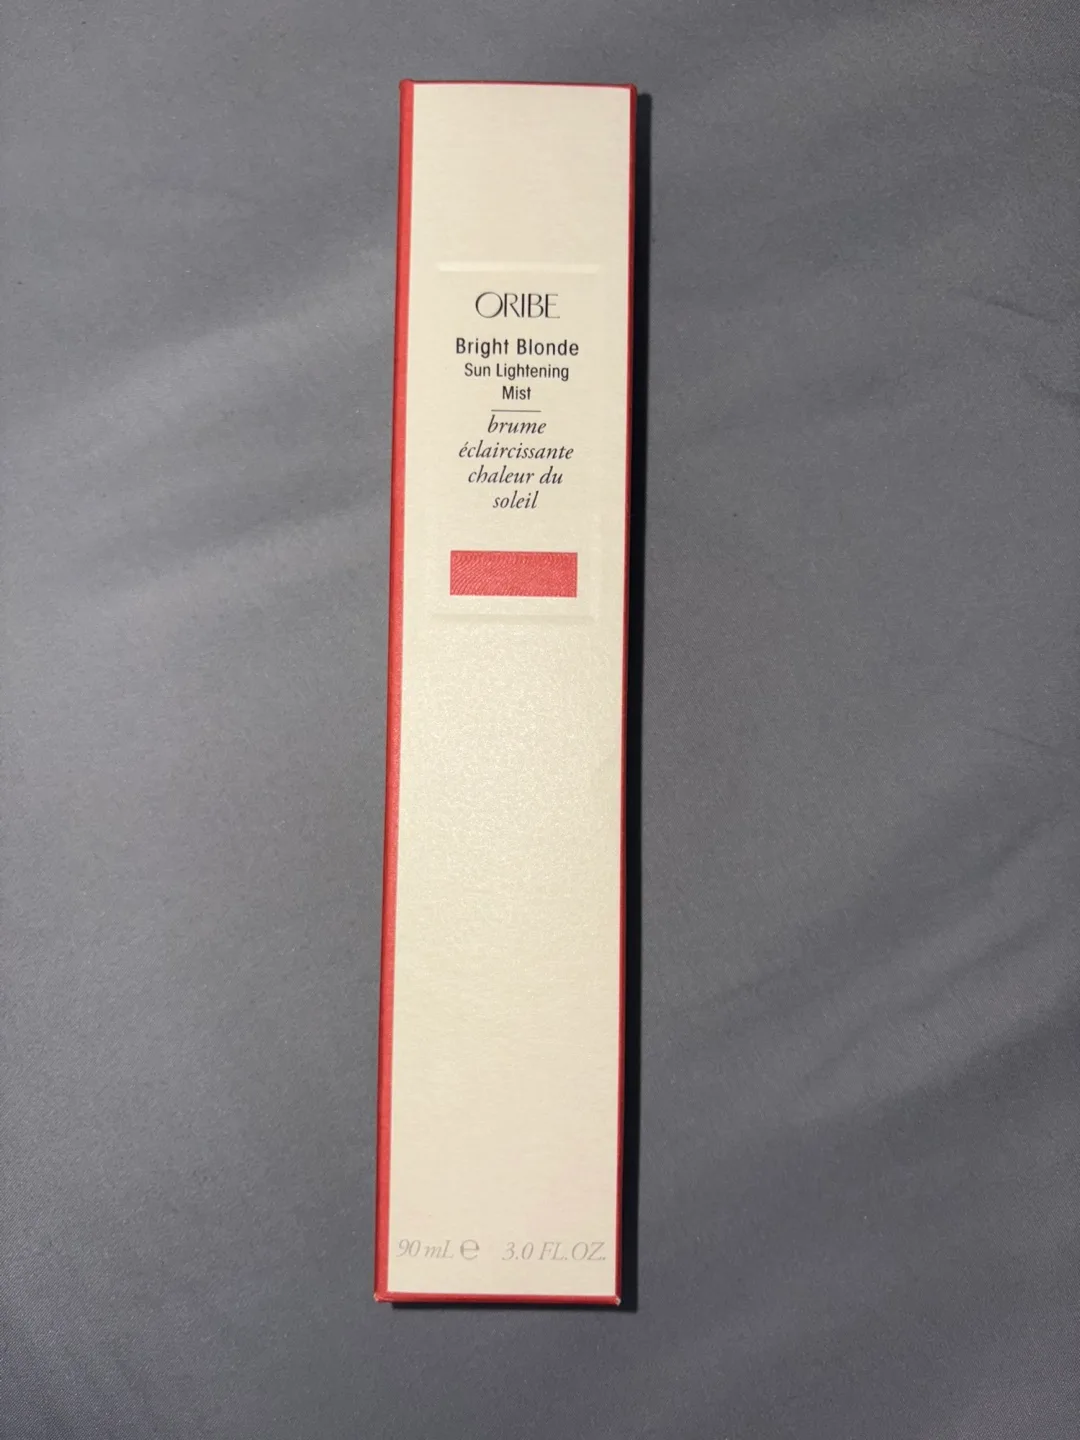 ORIBE
Bright Blonde
Sun Lightening
Mist
brume
éclaircissante
chaleur du
soleil
90 mL ℮ 3.0 FL.OZ.